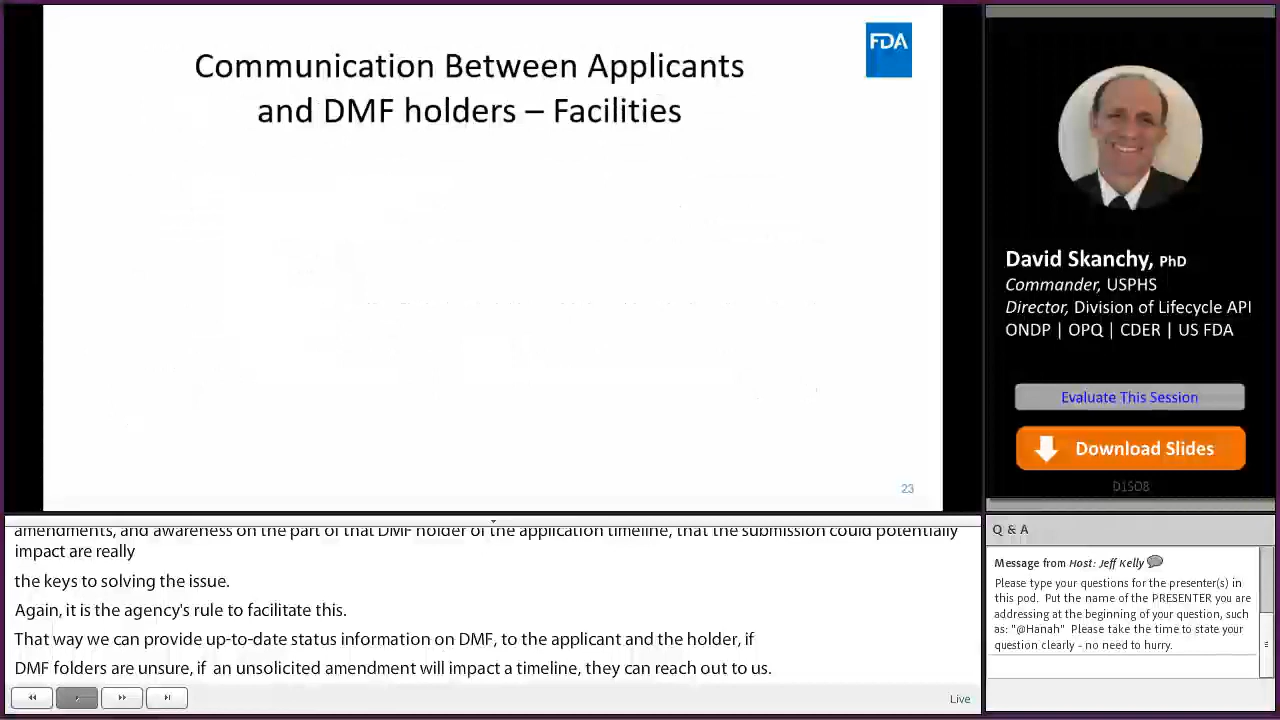 FDA
Communication Between Applicants
and DMF holders – Facilities
23
amendments, and awareness on the part of that DMF holder of the application timeline, that the submission could potentially
impact are really
the keys to solving the issue.
Again, it is the agency's rule to facilitate this.
That way we can provide up-to-date status information on DMF, to the applicant and the holder, if
DMF folders are unsure, if an unsolicited amendment will impact a timeline, they can reach out to us.
Live
David Skanchy, PhD
Commander, USPHS
Director, Division of Lifecycle API
ONDP | OPQ | CDER | US FDA
Evaluate This Session
Download Slides
D1S08
Q & A
Message from Host: Jeff Kelly
Please type your questions for the presenter(s) in
this pod. Put the name of the PRESENTER you are
addressing at the beginning of your question, such
as: "@Hanah" Please take the time to state your
question clearly - no need to hurry.